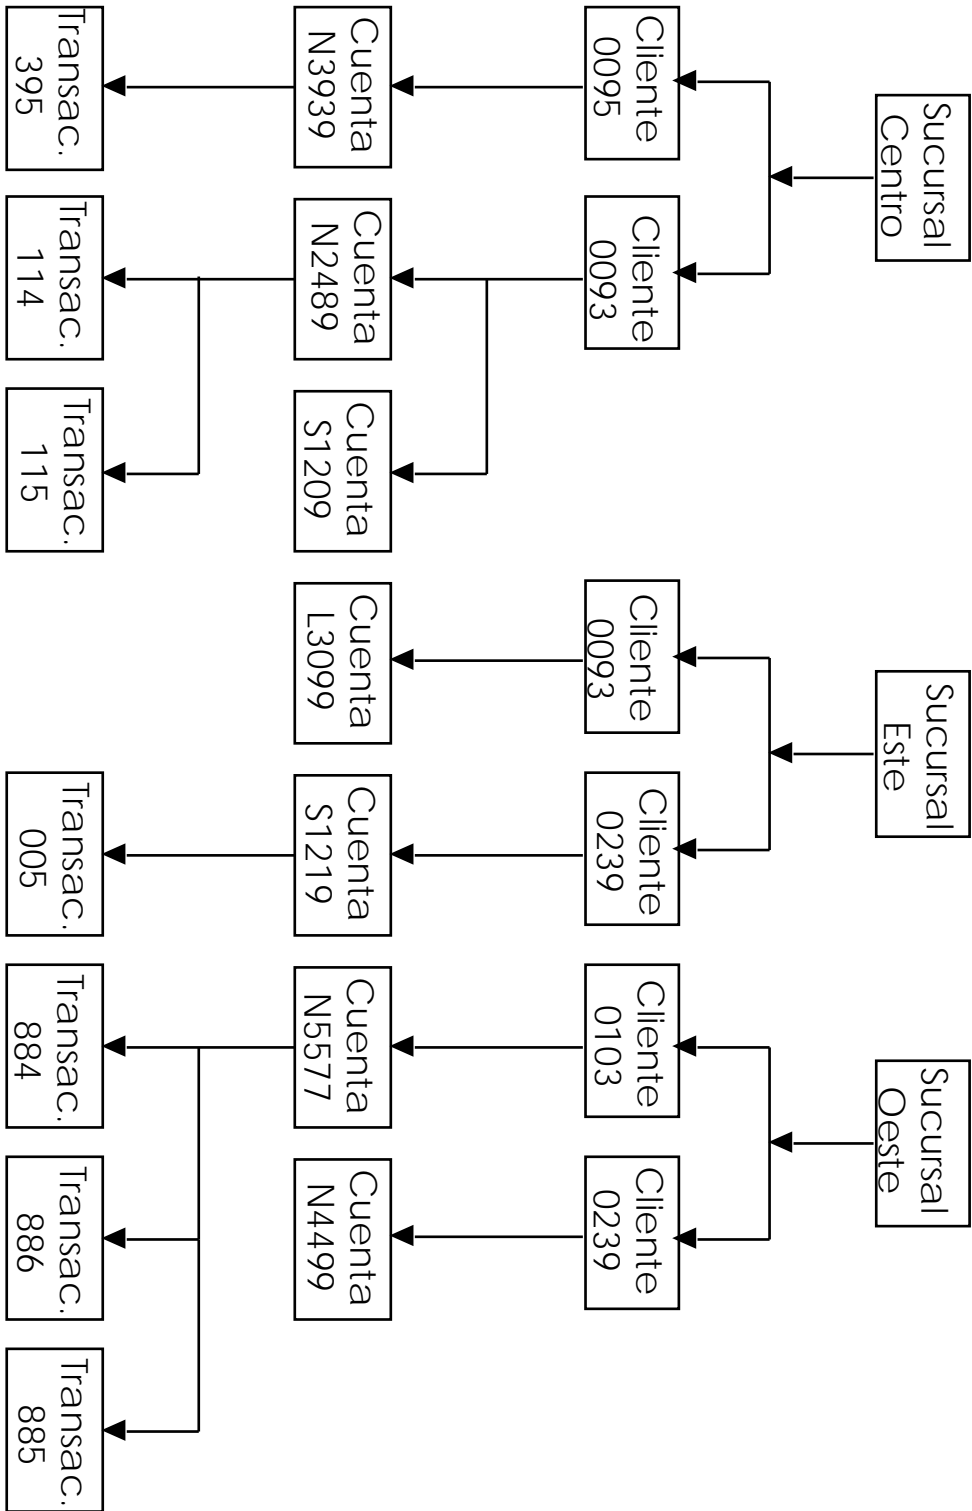 Sucursal
Centro
Sucursal
Este
Sucursal
Oeste
Cliente
0095
Cliente
0093
Cliente
0093
Cliente
0239
Cliente
0103
Cliente
0239
Cuenta
N3939
Cuenta
N2489
Cuenta
S1209
Cuenta
L3099
Cuenta
S1219
Cuenta
N5577
Cuenta
N4499
Transac.
395
Transac.
114
Transac.
115
Transac.
005
Transac.
884
Transac.
886
Transac.
885